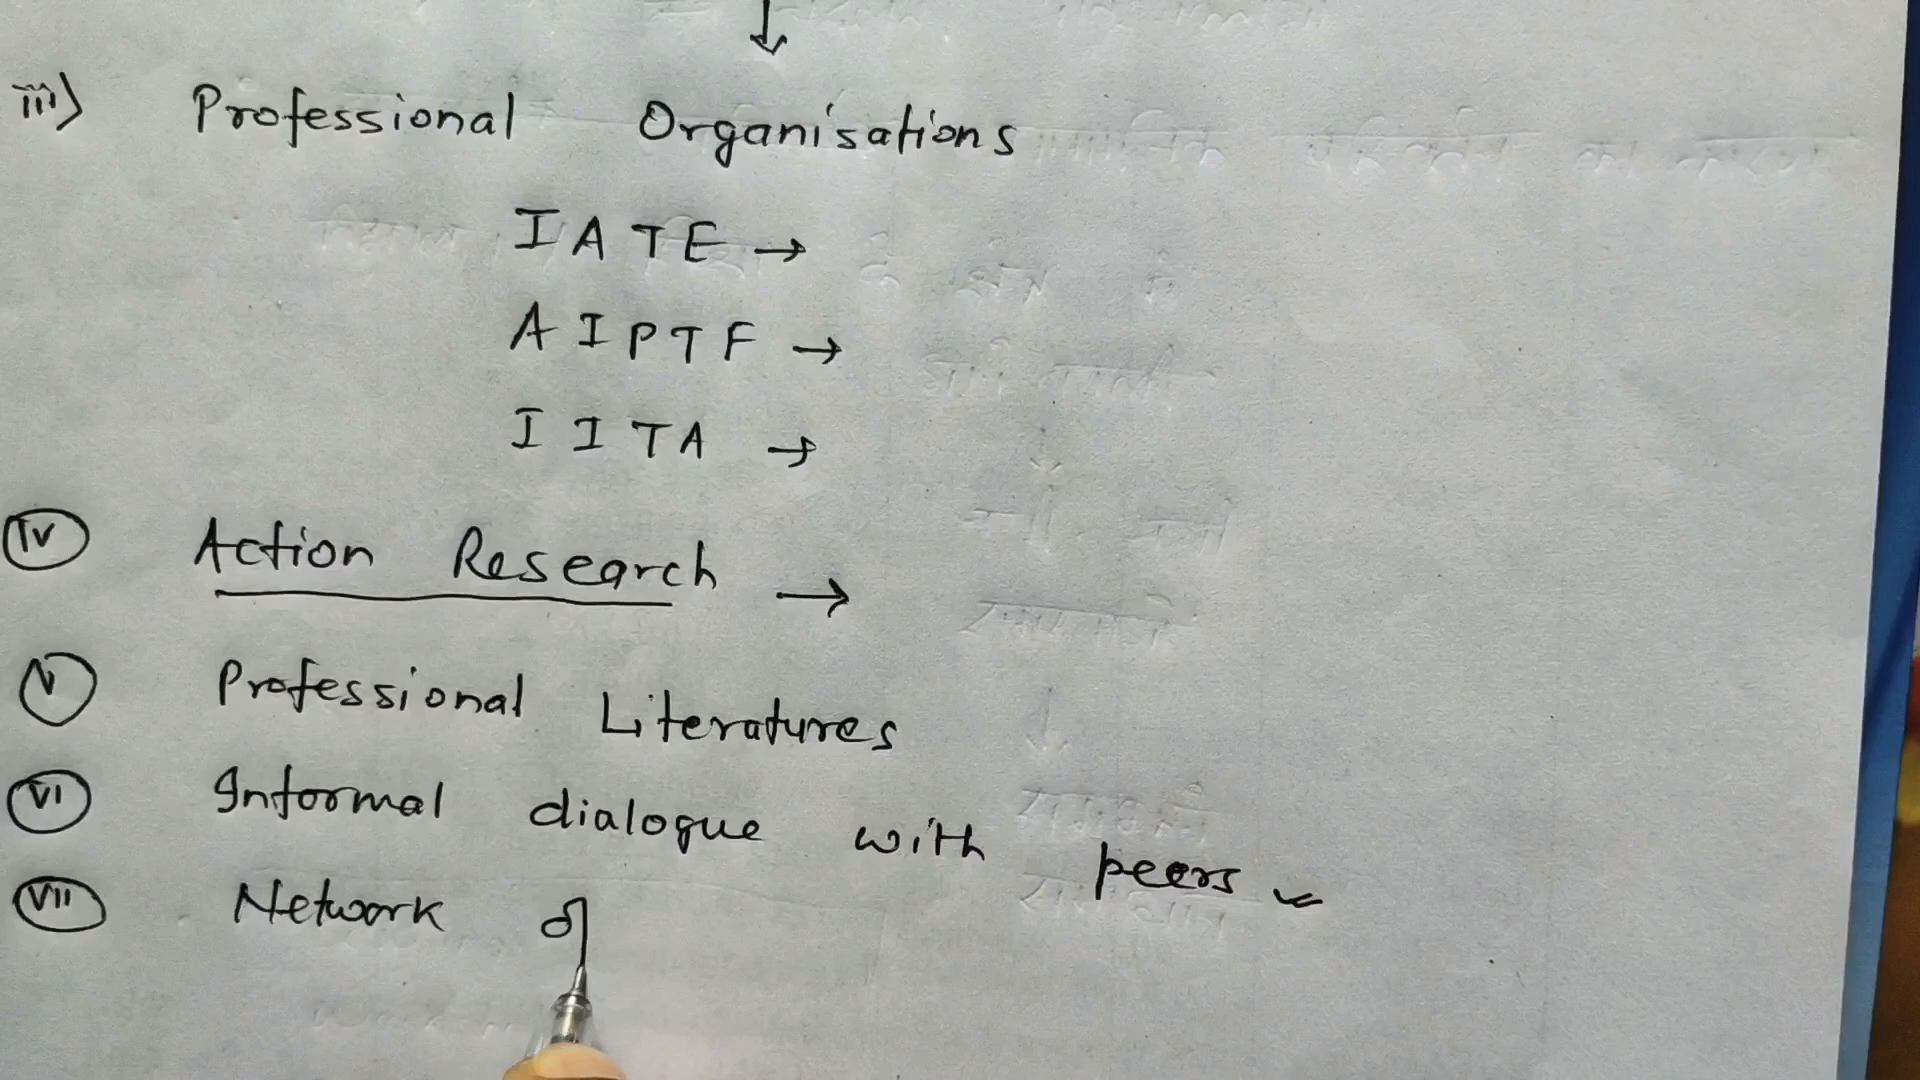 iii) Professional Organisations
IATE →
AIPTF →
IITA →
iv Action Research →
v Professional Literatures
vi Informal dialogue with peers
vii Network of